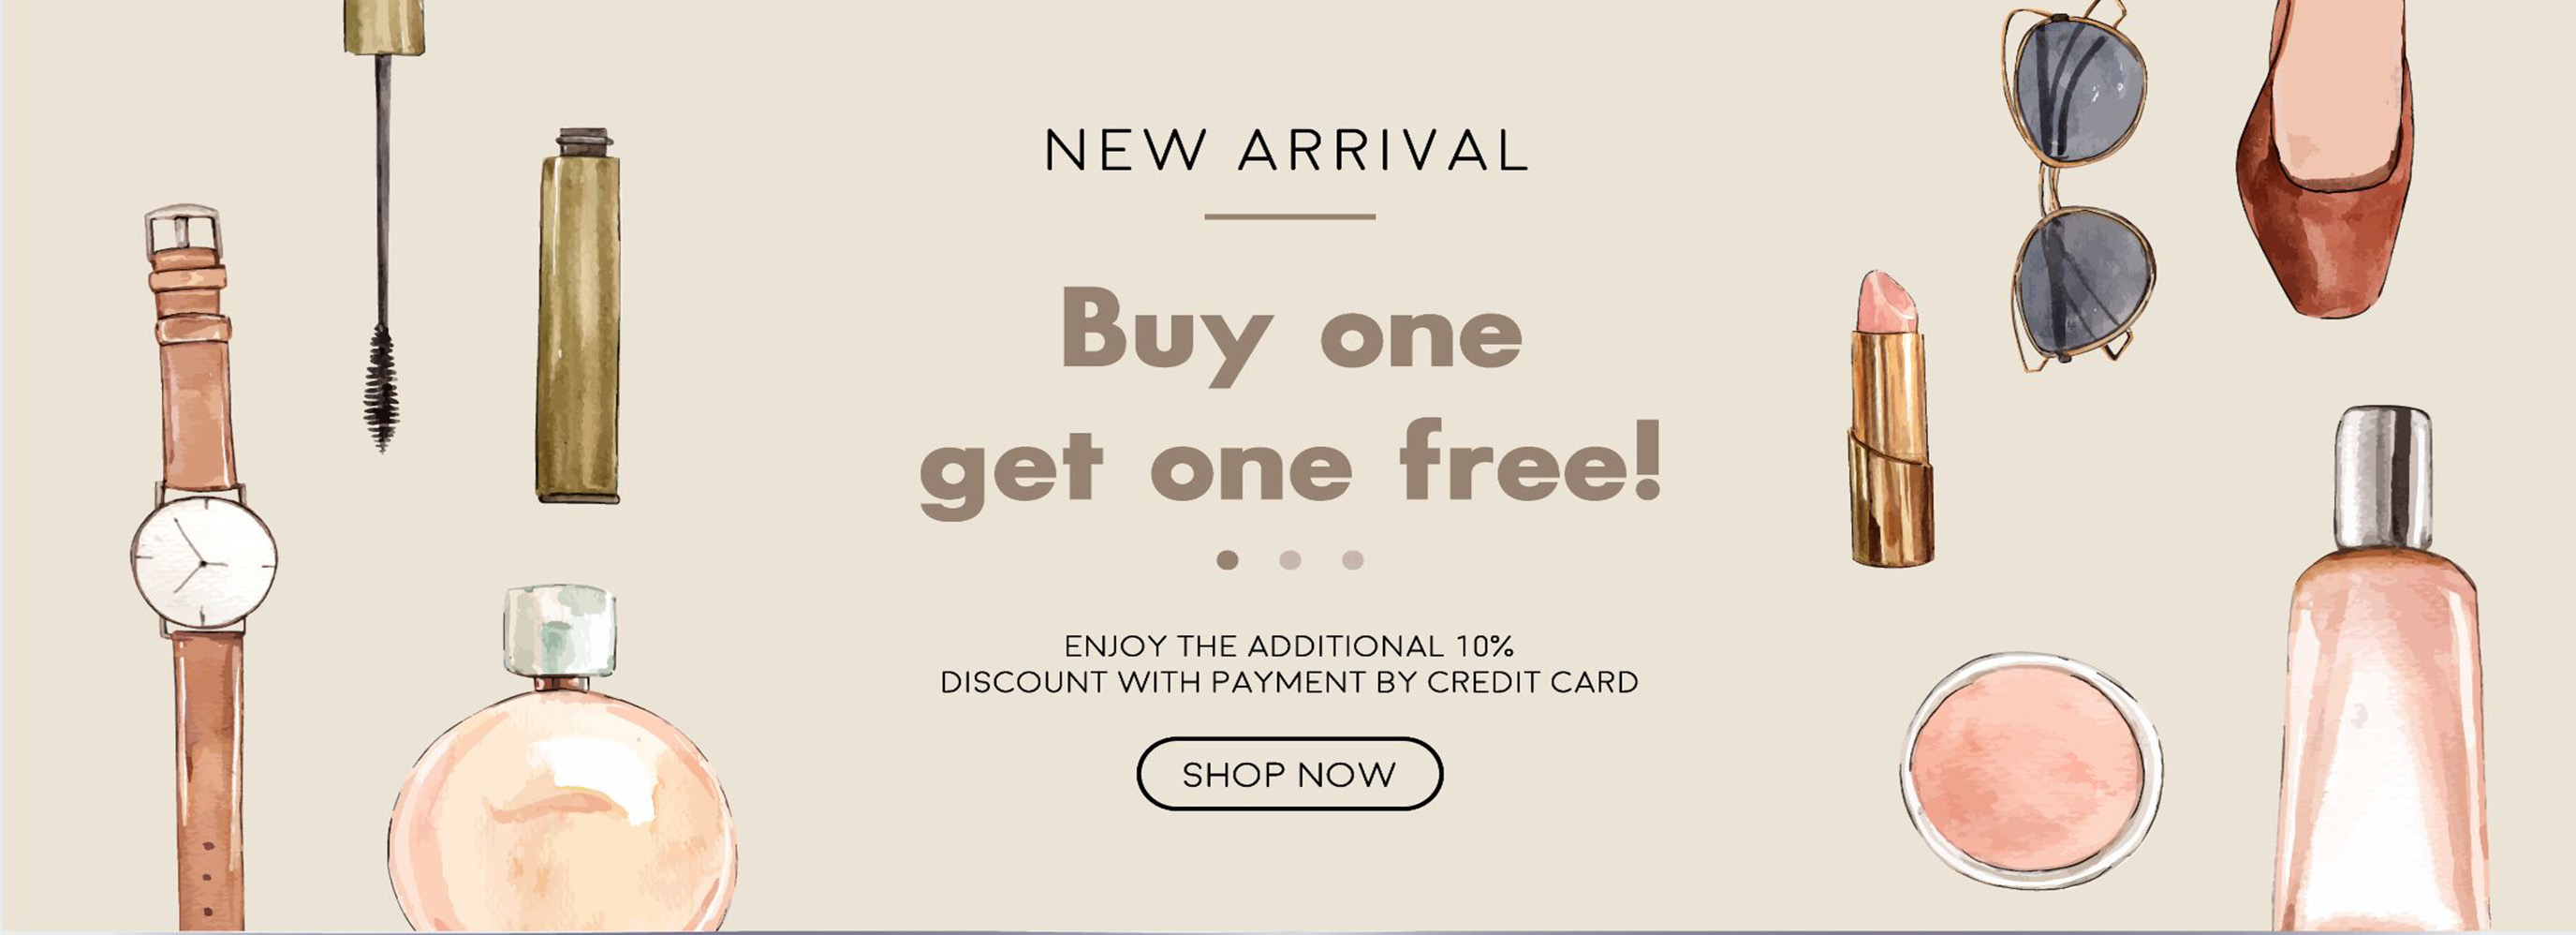 NEW ARRIVAL
Buy one
get one free!
ENJOY THE ADDITIONAL 10%
DISCOUNT WITH PAYMENT BY CREDIT CARD
SHOP NOW